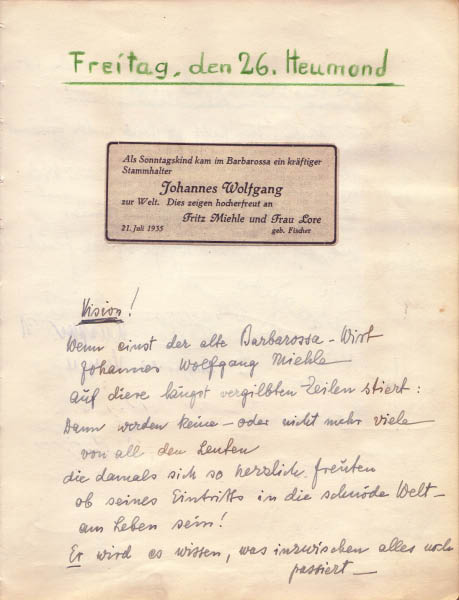 Freitag, den 26. Heumond
Als Sonntagskind kam im Barbarossa ein kräftiger
Stammhalter
Johannes Wolfgang
zur Welt. Dies zeigen hocherfreut an
Fritz Miehle und Frau Lore
21. Juli 1935 geb. Fischer
Vision!
Wenn einst der alte Barbarossa-Wirt
Johannes Wolfgang Miehle
auf diese längst vergilbten Zeilen stiert:
Dann werden keine – oder nicht mehr viele
von all den Leuten
die damals sich so herzlich freuten
ob seines Eintritts in die schnöde Welt –
am Leben sein!
Er wird es wissen, was inzwischen alles noch
passiert –